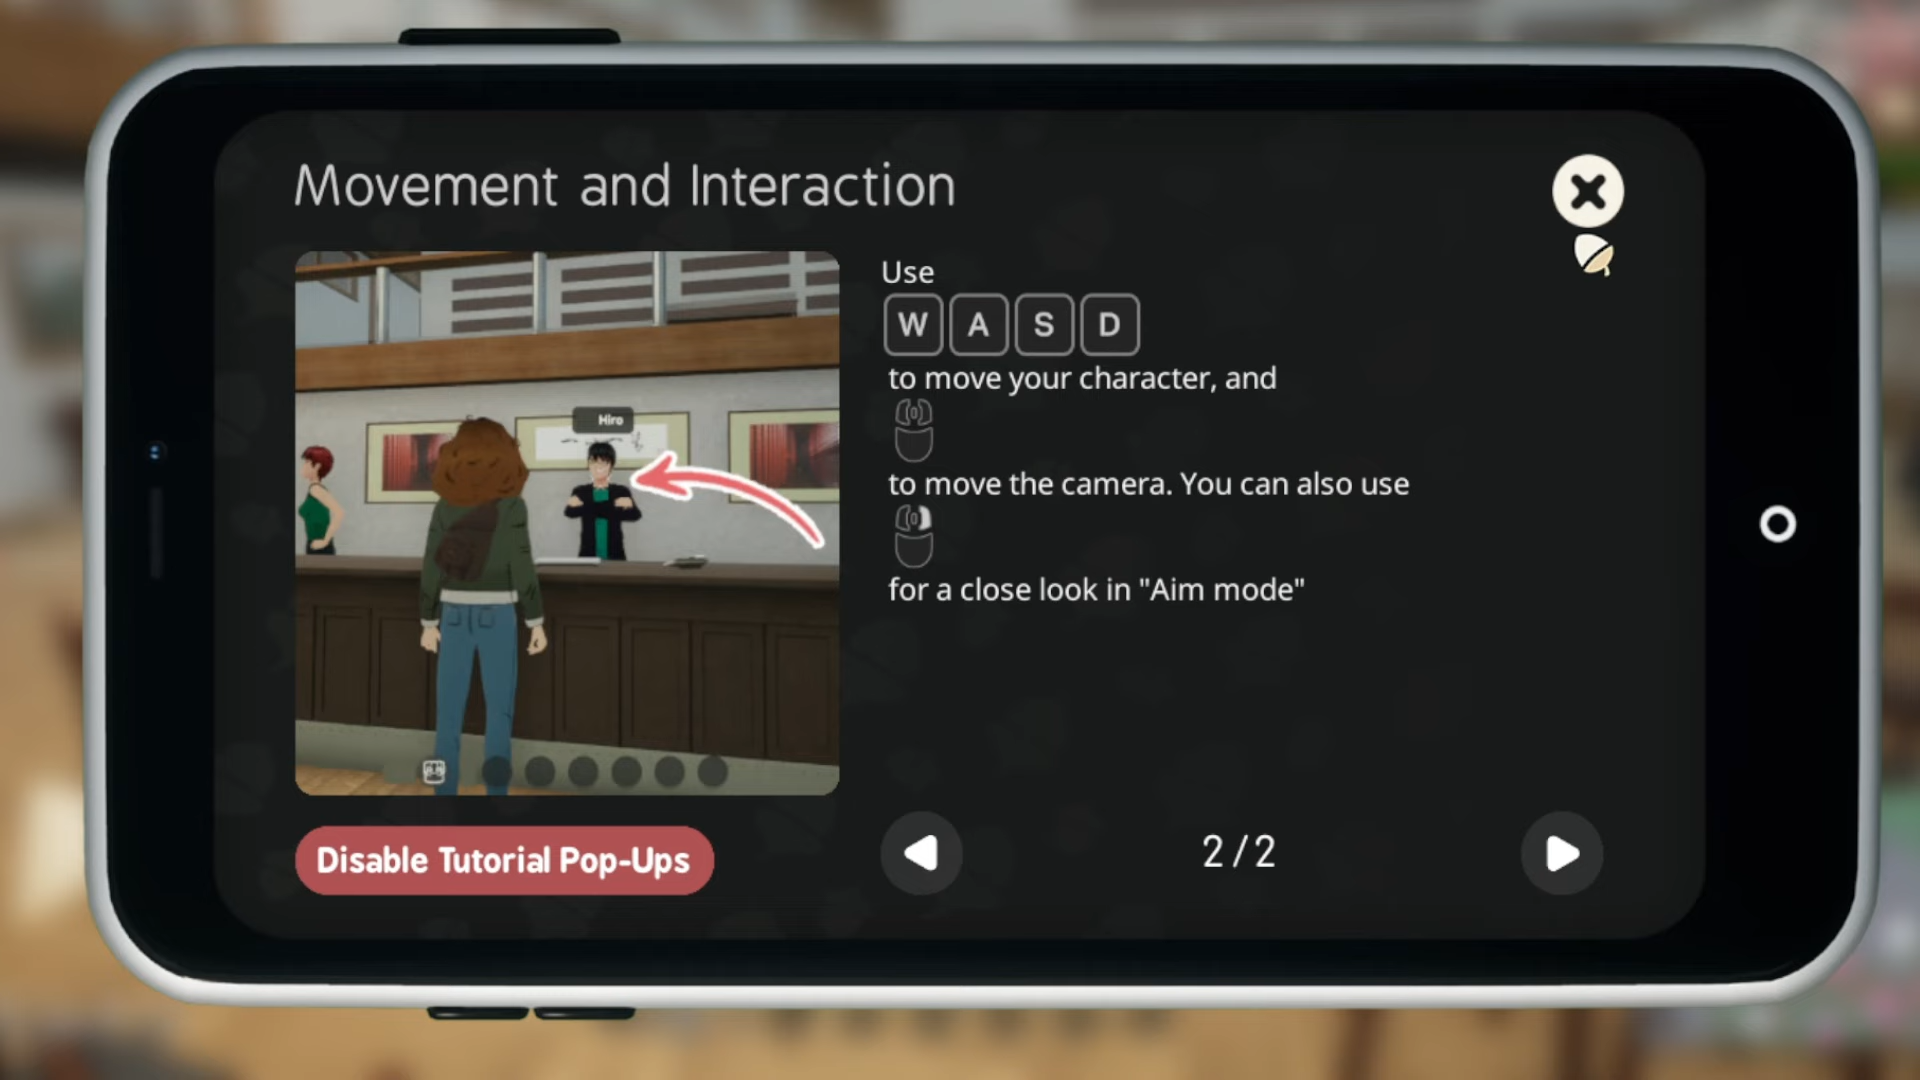 Movement and Interaction
Use
W A S D
to move your character, and
to move the camera. You can also use
for a close look in "Aim mode"
Hiro
Disable Tutorial Pop-Ups
2/2